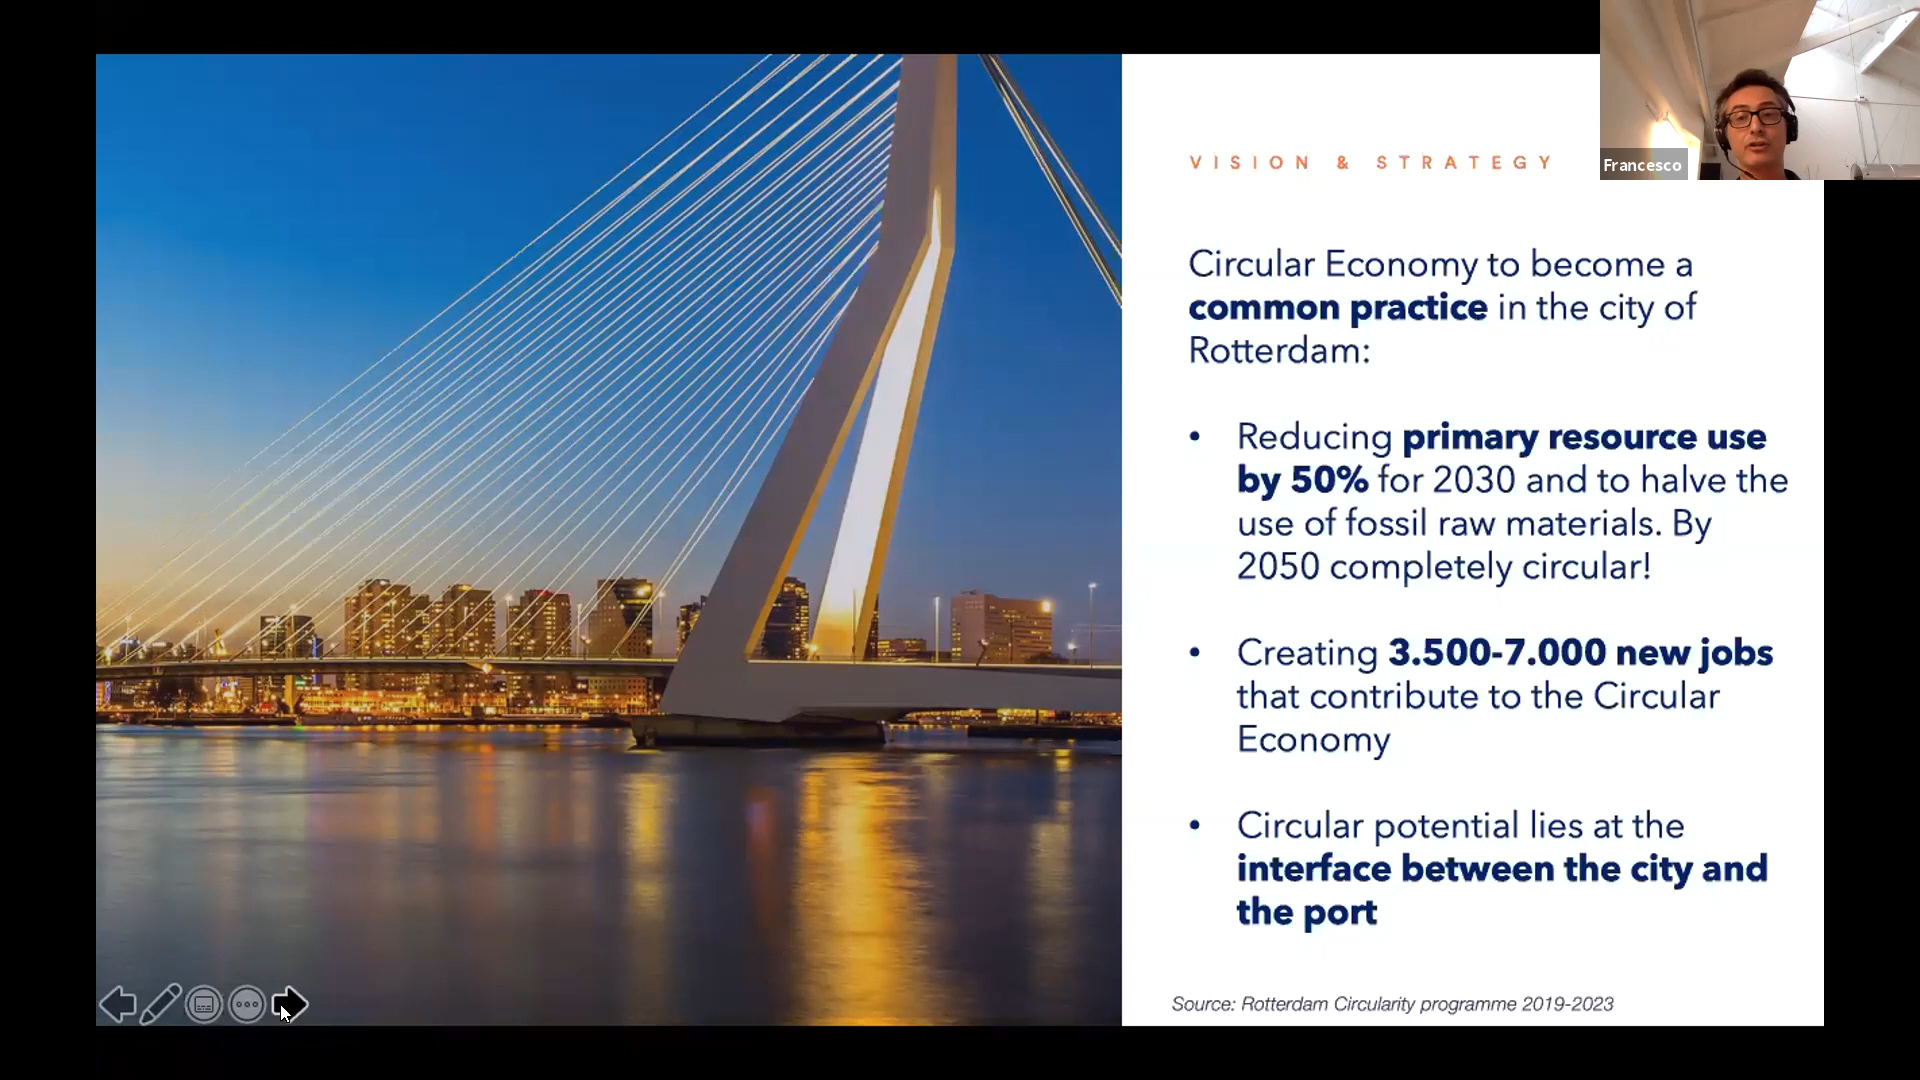 VISION & STRATEGY
Francesco
Circular Economy to become a
common practice in the city of
Rotterdam:
• Reducing primary resource use
by 50% for 2030 and to halve the
use of fossil raw materials. By
2050 completely circular!
• Creating 3.500-7.000 new jobs
that contribute to the Circular
Economy
• Circular potential lies at the
interface between the city and
the port
Source: Rotterdam Circularity programme 2019-2023